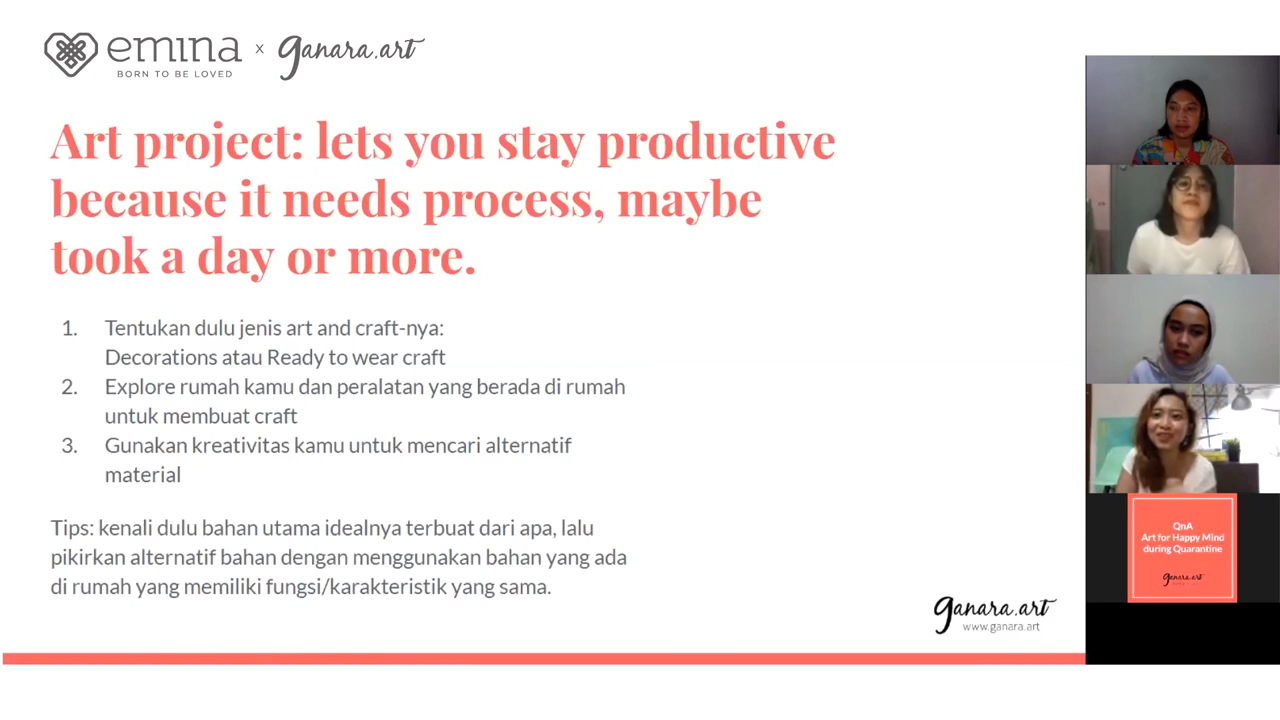 emina x ganara.art
BORN TO BE LOVED
Art project: lets you stay productive
because it needs process, maybe
took a day or more.
1. Tentukan dulu jenis art and craft-nya:
Decorations atau Ready to wear craft
2. Explore rumah kamu dan peralatan yang berada di rumah
untuk membuat craft
3. Gunakan kreativitas kamu untuk mencari alternatif
material
Tips: kenali dulu bahan utama idealnya terbuat dari apa, lalu
pikirkan alternatif bahan dengan menggunakan bahan yang ada
di rumah yang memiliki fungsi/karakteristik yang sama.
ganara.art
www.ganara.art
QnA
Art for Happy Mind
during Quarantine
ganara.art